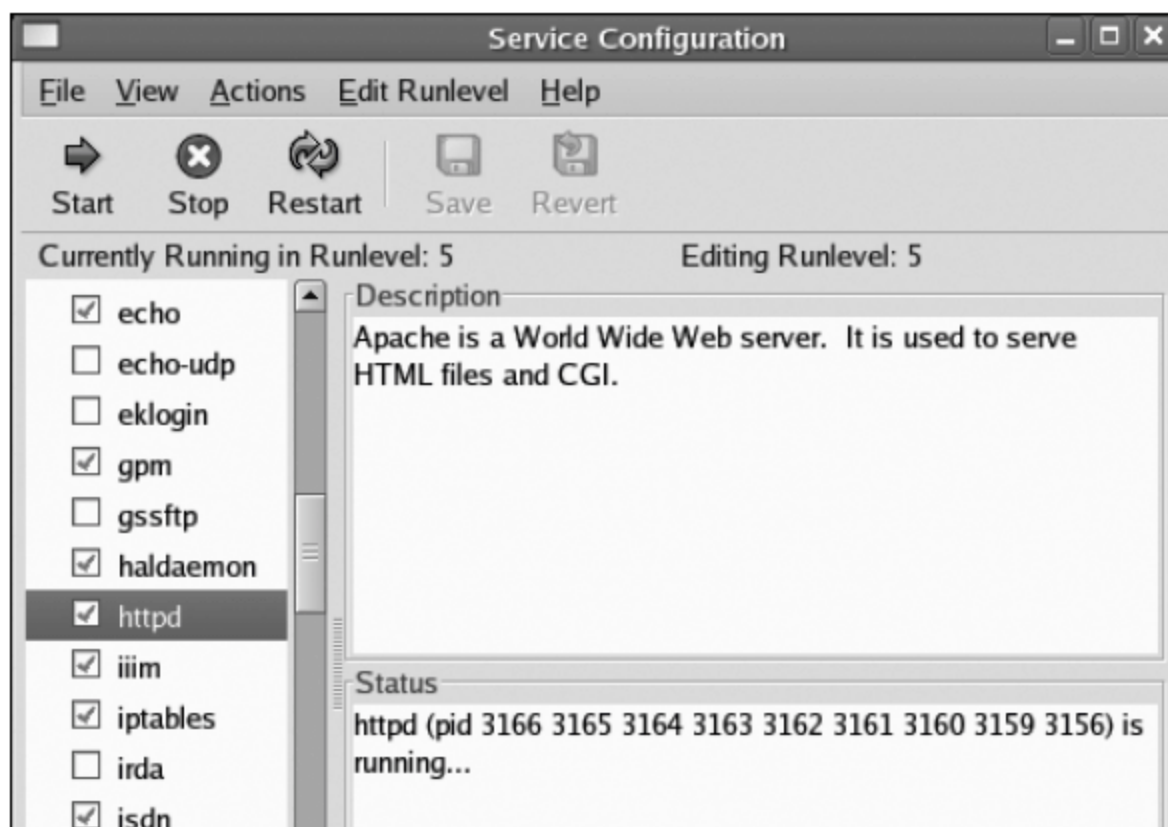 Service Configuration
File View Actions Edit Runlevel Help
Start Stop Restart Save Revert
Currently Running in Runlevel: 5 Editing Runlevel: 5
echo
echo-udp
eklogin
gpm
gssftp
haldaemon
httpd
iiim
iptables
irda
isdn
Description
Apache is a World Wide Web server. It is used to serve
HTML files and CGI.
Status
httpd (pid 3166 3165 3164 3163 3162 3161 3160 3159 3156) is
running...